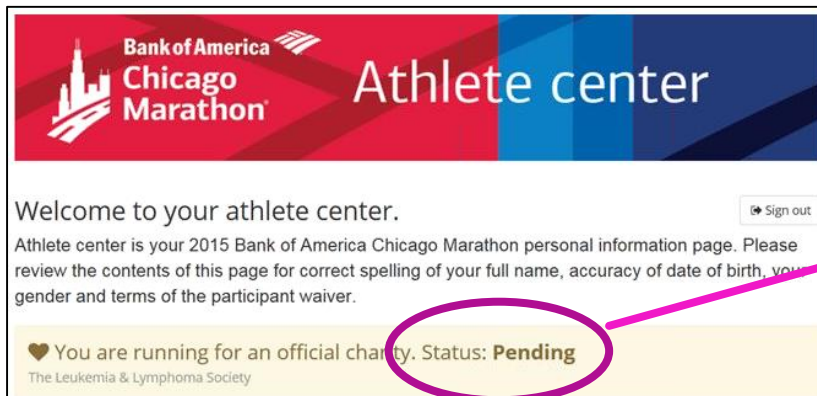 Bank of America
Chicago
Marathon®
Athlete center
Welcome to your athlete center.
Sign out
Athlete center is your 2015 Bank of America Chicago Marathon personal information page. Please
review the contents of this page for correct spelling of your full name, accuracy of date of birth, your
gender and terms of the participant waiver.
You are running for an official charity. Status: Pending
The Leukemia & Lymphoma Society